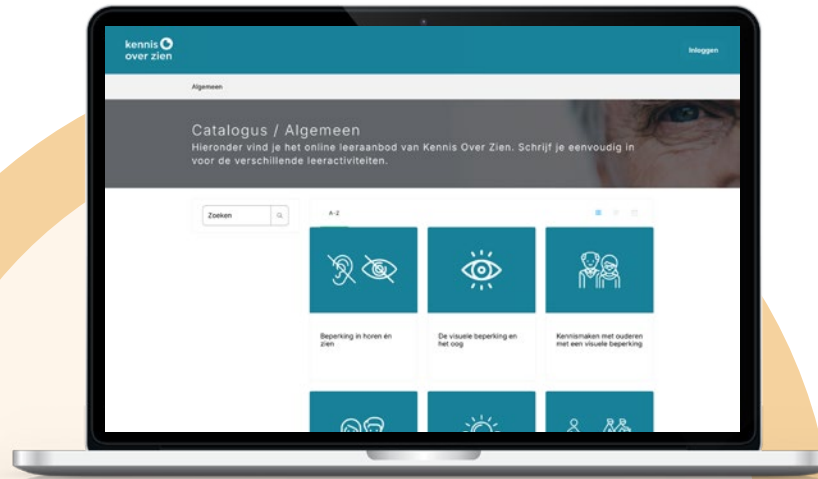 kennis
over zien
Inloggen
Algemeen
Catalogus / Algemeen
Hieronder vind je het online leeraanbod van Kennis Over Zien. Schrijf je eenvoudig in
voor de verschillende leeractiviteiten.
Zoeken
A-Z
Beperking in horen én
zien
De visuele beperking en
het oog
Kennismaken met ouderen
met een visuele beperking